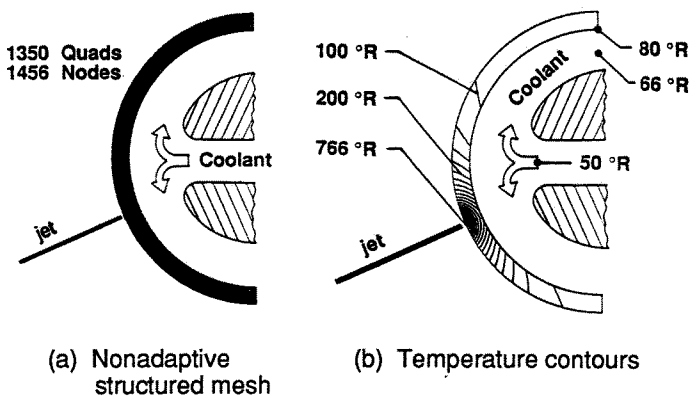 1350 Quads
1456 Nodes
Coolant
jet
(a) Nonadaptive
structured mesh
100 °R
200 °R
766 °R
Coolant
80 °R
66 °R
50 °R
jet
(b) Temperature contours